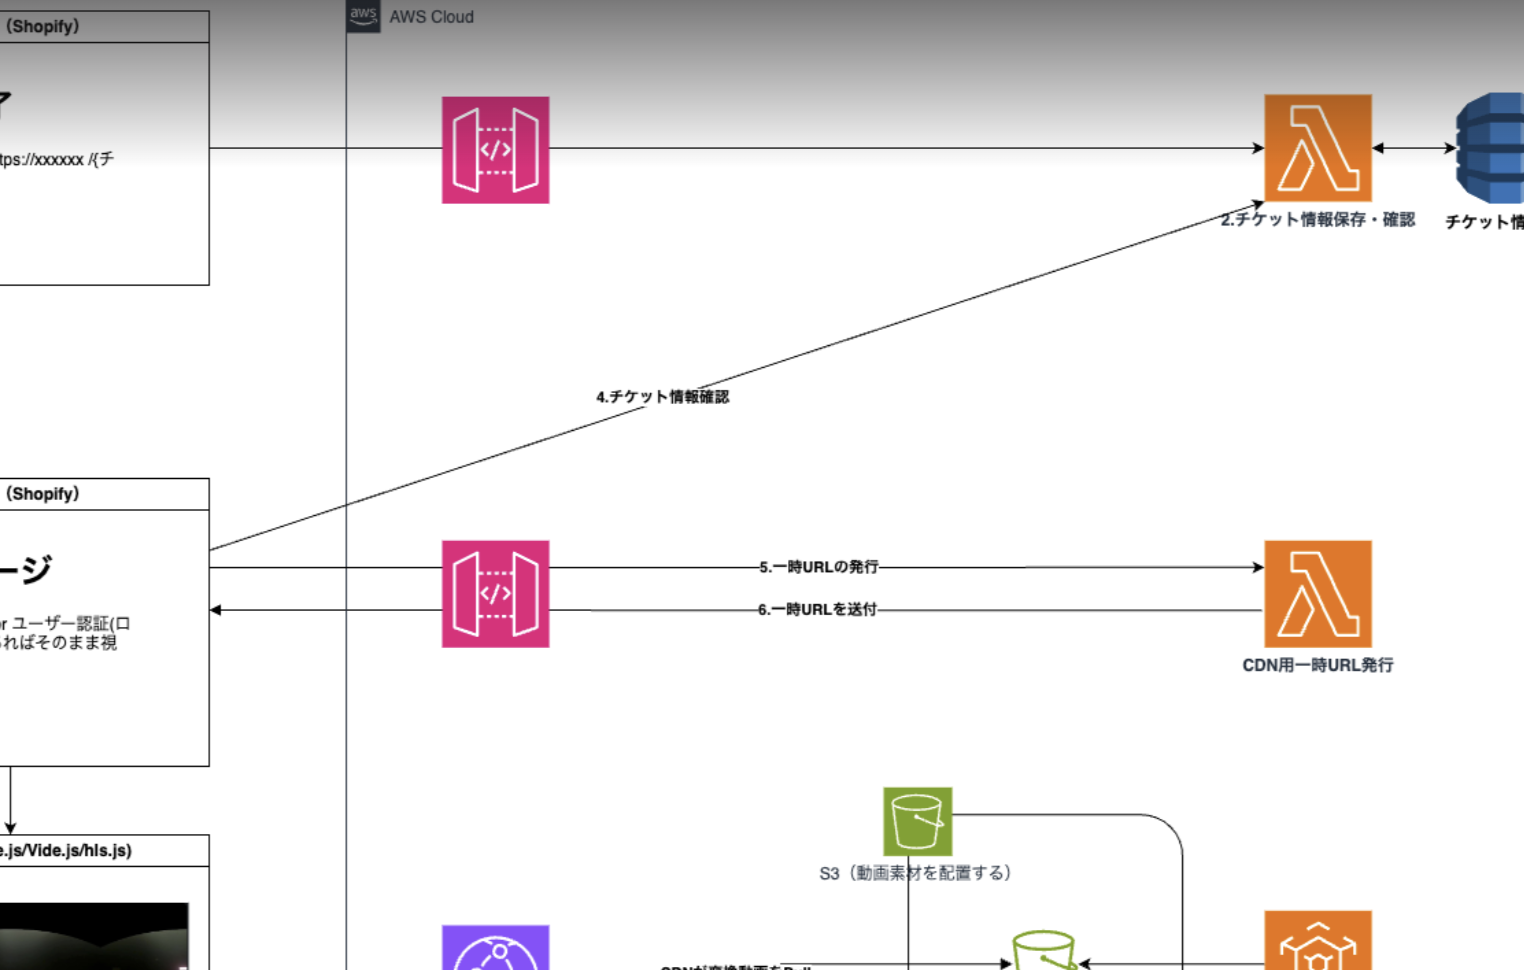 (Shopify)
aws
AWS Cloud
了
tps://xxxxxx /{チ
</>
2.チケット情報保存・確認
チケット情
4.チケット情報確認
(Shopify)
ージ
er ユーザー認証(ロ
ればそのまま視
5.一時URLの発行
</>
6.一時URLを送付
CDN用一時URL発行
e.js/Vide.js/hls.js)
S3（動画素材を配置する）